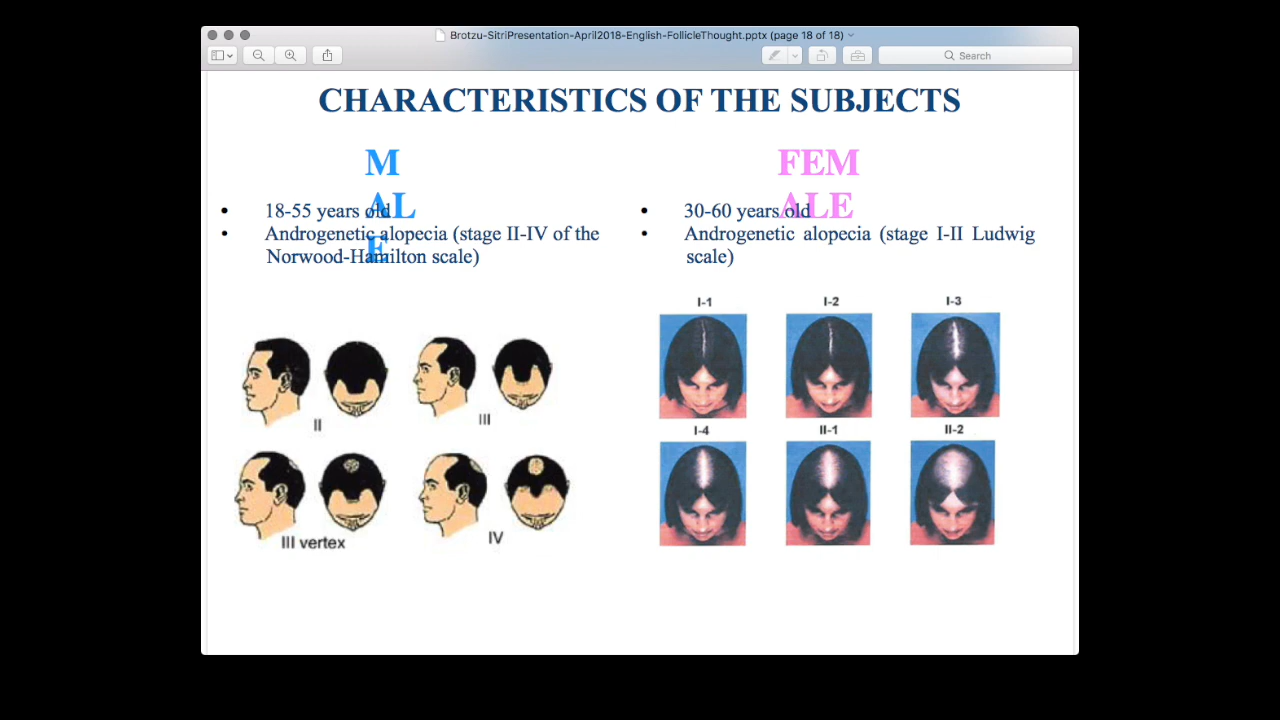 Brotzu-SitriPresentation-April2018-English-FollicleThought.pptx (page 18 of 18)
Search
CHARACTERISTICS OF THE SUBJECTS
M
AL
E
• 18-55 years old
• Androgenetic alopecia (stage II-IV of the
Norwood-Hamilton scale)
II
III
III vertex
IV
FEM
ALE
• 30-60 years old
• Androgenetic alopecia (stage I-II Ludwig
scale)
I-1
I-2
I-3
I-4
II-1
II-2